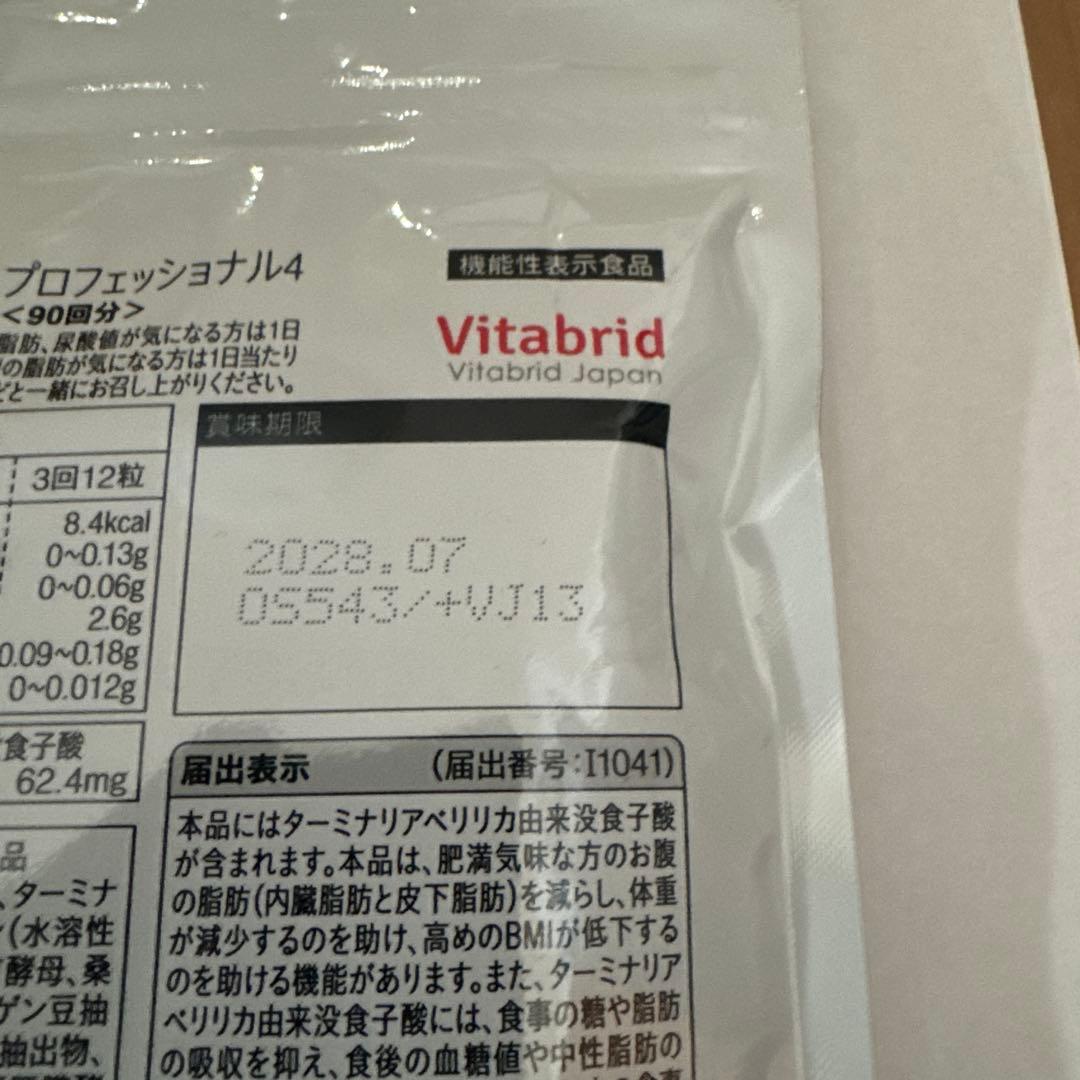 プロフェッショナル4
<90回分>
脂肪、尿酸値が気になる方は1日
の脂肪が気になる方は1日当たり
と一緒にお召し上がりください。
機能性表示食品
Vitabrid
Vitabrid Japan
賞味期限
2028.07
05543/+VJ13
3回12粒
8.4kcal
0~0.13g
0~0.06g
2.6g
0.09~0.18g
0~0.012g
食子酸
62.4mg
品
、ターミナ
(水溶性
酵母、桑
ゲン豆抽
抽出物、
届出表示 (届出番号:I1041)
本品にはターミナリアベリリカ由来没食子酸
が含まれます。本品は、肥満気味な方のお腹
の脂肪(内臓脂肪と皮下脂肪)を減らし、体重
が減少するのを助け、高めのBMIが低下する
のを助ける機能があります。また、ターミナリア
ベリリカ由来没食子酸には、食事の糖や脂肪
の吸収を抑え、食後の血糖値や中性脂肪の